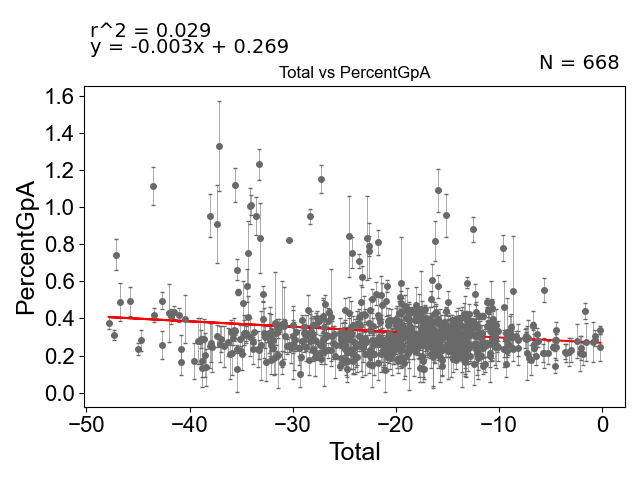 r^2 = 0.029
y = -0.003x + 0.269
N = 668
Total vs PercentGpA
1.6
1.4
1.2
1.0
0.8
0.6
0.4
0.2
0.0
PercentGpA
−50
−40
−30
−20
−10
0
Total